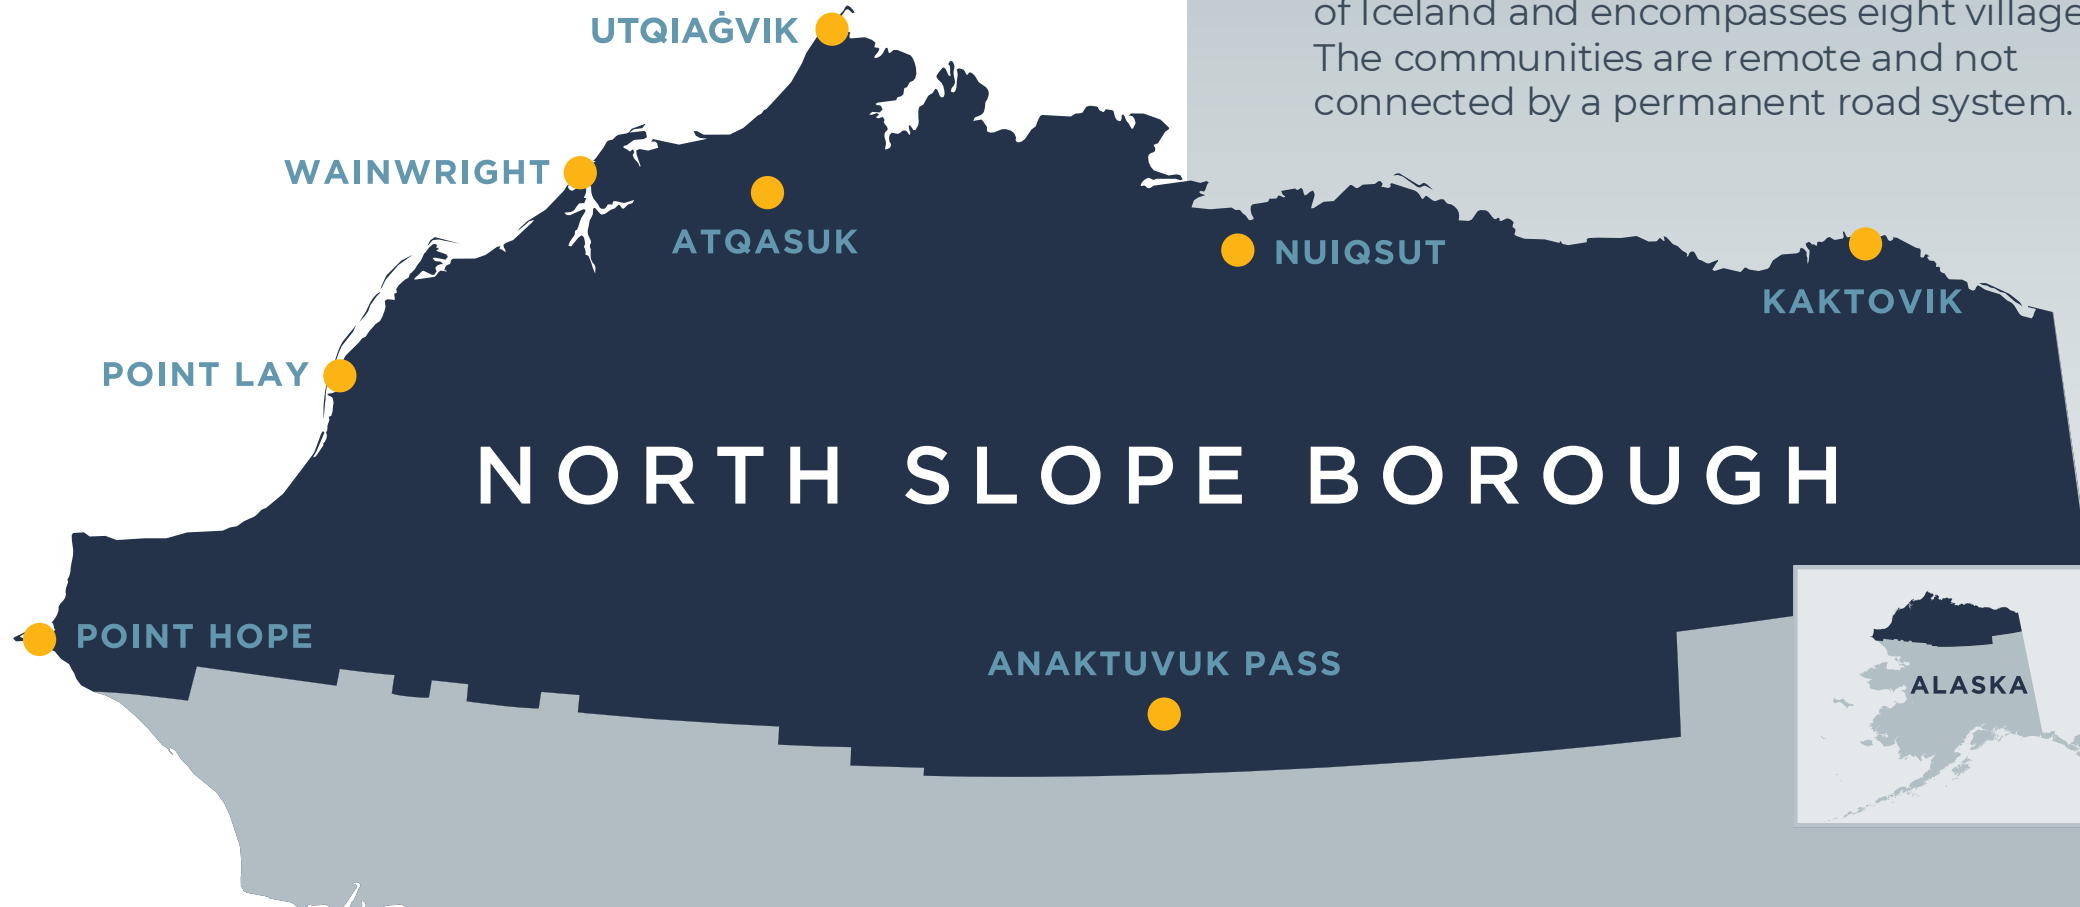 of Iceland and encompasses eight village
The communities are remote and not
connected by a permanent road system.
UTQIAĠVIK
WAINWRIGHT
ATQASUK
NUIQSUT
KAKTOVIK
POINT LAY
NORTH SLOPE BOROUGH
POINT HOPE
ANAKTUVUK PASS
ALASKA